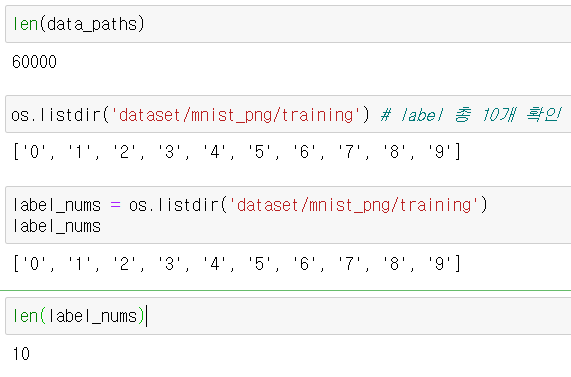 len(data_paths)
60000
os.listdir('dataset/mnist_png/training') # label 총 10개 확인
['0', '1', '2', '3', '4', '5', '6', '7', '8', '9']
label_nums = os.listdir('dataset/mnist_png/training')
label_nums
['0', '1', '2', '3', '4', '5', '6', '7', '8', '9']
len(label_nums)
10